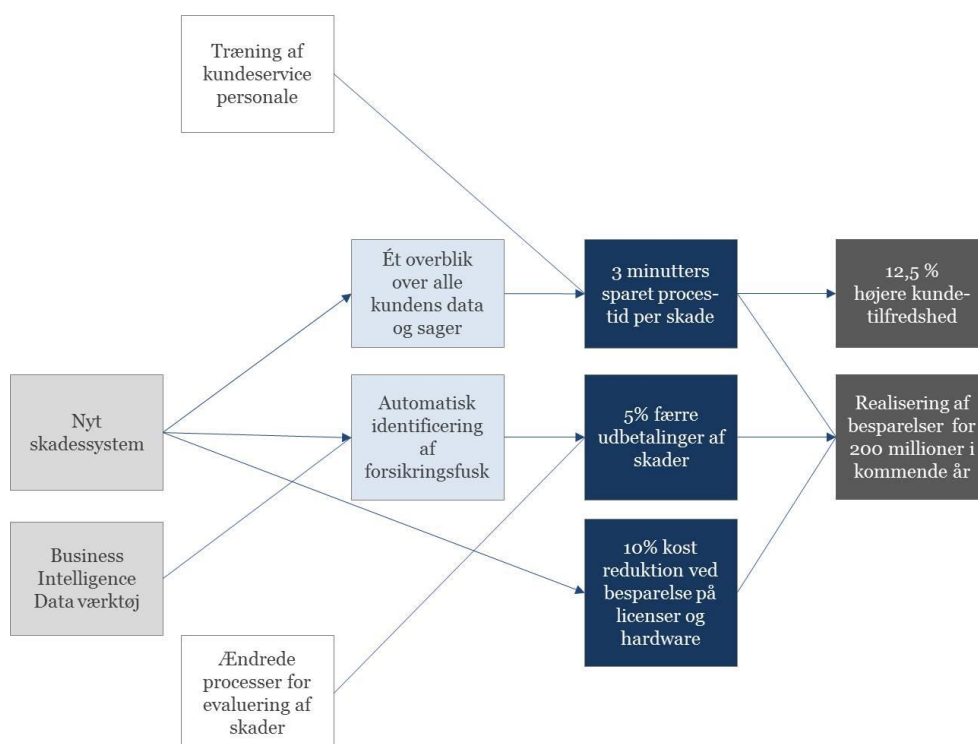 Træning af
kundeservice
personale
Ét overblik
over alle
kundens data
og sager
3 minutters
sparet proces-
tid per skade
12,5 %
højere kunde-
tilfredshed
Nyt
skadessystem
Automatisk
identificering
af
forsikringsfusk
5% færre
udbetalinger af
skader
Realisering af
besparelser for
200 millioner i
kommende år
Business
Intelligence
Data værktøj
10% kost
reduktion ved
besparelse på
licenser og
hardware
Ændrede
processer for
evaluering af
skader